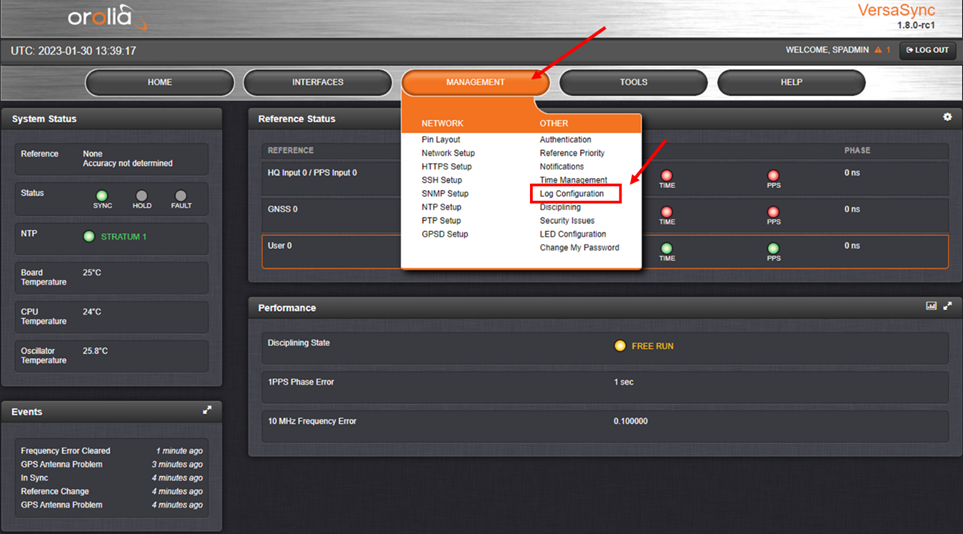 orolia
VersaSync
1.8.0-rc1
UTC: 2023-01-30 13:39:17
WELCOME, SPADMIN 1 LOG OUT
HOME INTERFACES MANAGEMENT TOOLS HELP
NETWORK
Pin Layout
Network Setup
HTTPS Setup
SSH Setup
SNMP Setup
NTP Setup
PTP Setup
GPSD Setup
OTHER
Authentication
Reference Priority
Notifications
Time Management
Log Configuration
Disciplining
Security Issues
LED Configuration
Change My Password
System Status
Reference None
Accuracy not determined
Status
SYNC HOLD FAULT
NTP STRATUM 1
Board
Temperature 25°C
CPU
Temperature 24°C
Oscillator
Temperature 25.8°C
Events
Frequency Error Cleared 1 minute ago
GPS Antenna Problem 3 minutes ago
In Sync 4 minutes ago
Reference Change 4 minutes ago
GPS Antenna Problem 4 minutes ago
Reference Status
REFERENCE PHASE
HQ Input 0 / PPS Input 0 TIME PPS 0 ns
GNSS 0 TIME PPS 0 ns
User 0 TIME PPS 0 ns
Performance
Disciplining State FREE RUN
1PPS Phase Error 1 sec
10 MHz Frequency Error 0.100000